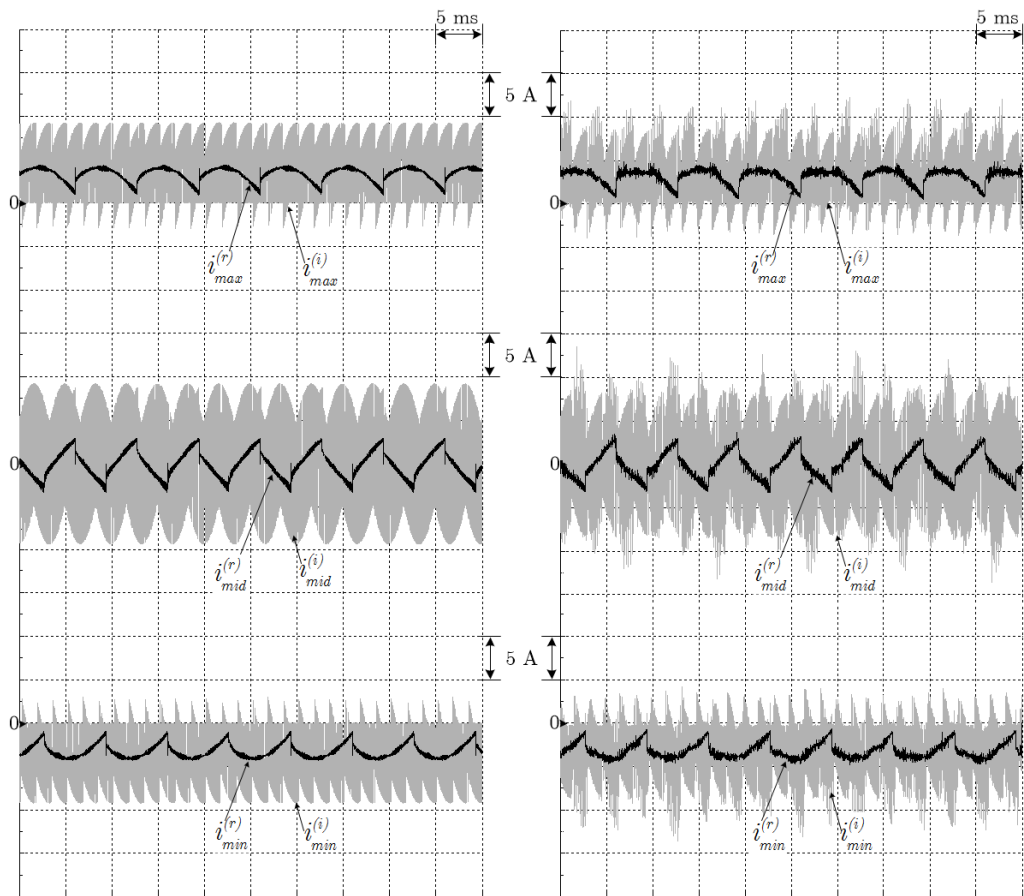 5 ms
5 ms
5 A
0
0
i_max^(r)
i_max^(i)
i_max^(r)
i_max^(i)
5 A
0
0
i_mid^(r)
i_mid^(i)
i_mid^(r)
i_mid^(i)
5 A
0
0
i_min^(r)
i_min^(i)
i_min^(r)
i_min^(i)